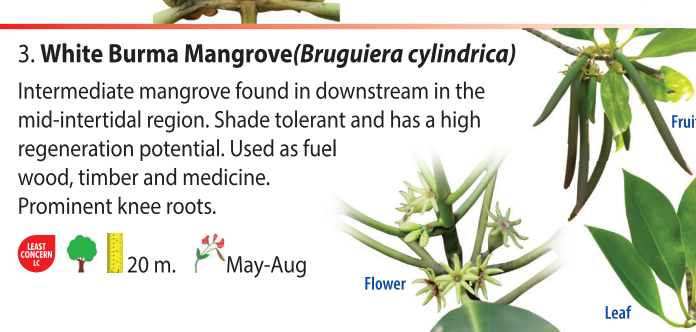 3. White Burma Mangrove(Bruguiera cylindrica)
Intermediate mangrove found in downstream in the
mid-intertidal region. Shade tolerant and has a high
regeneration potential. Used as fuel
wood, timber and medicine.
Prominent knee roots.
LEAST
CONCERN
LC
20 m.
May-Aug
Fruit
Flower
Leaf